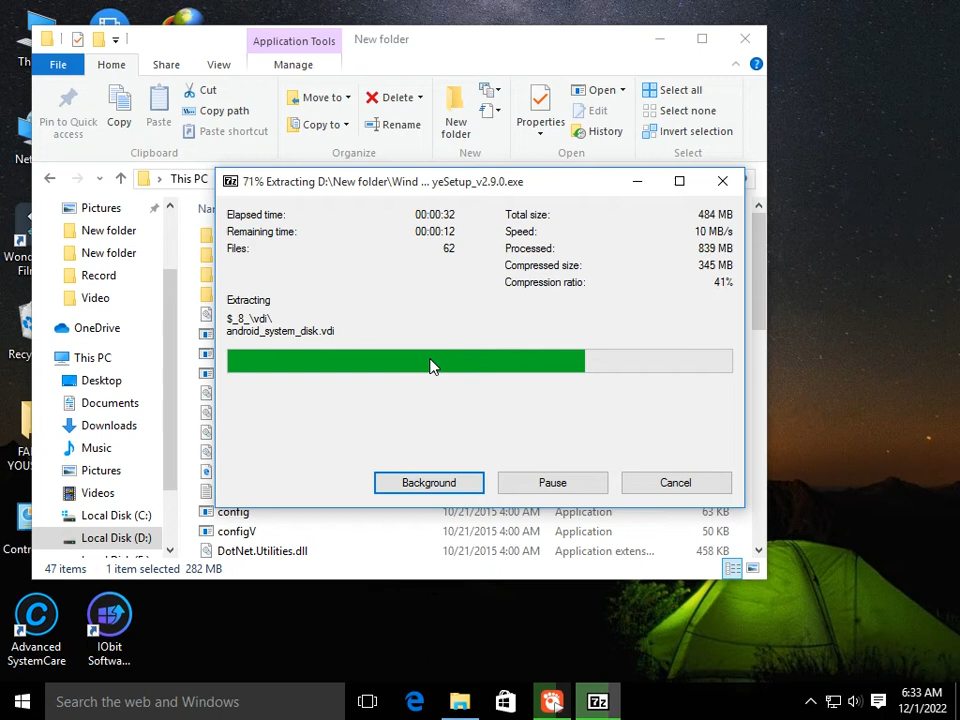 Application Tools
New folder
File
Home
Share
View
Manage
Pin to Quick
access
Copy
Paste
Cut
Copy path
Paste shortcut
Clipboard
Move to
Copy to
Delete
Rename
Organize
New
folder
New
Properties
Open
Edit
History
Open
Select all
Select none
Invert selection
Select
This PC
71% Extracting D:\New folder\Wind ... yeSetup_v2.9.0.exe
Elapsed time: 00:00:32
Remaining time: 00:00:12
Files: 62
Total size: 484 MB
Speed: 10 MB/s
Processed: 839 MB
Compressed size: 345 MB
Compression ratio: 41%
Extracting
$_8_\vdi\
android_system_disk.vdi
Background
Pause
Cancel
Pictures
New folder
New folder
Record
Video
OneDrive
This PC
Desktop
Documents
Downloads
Music
Pictures
Videos
Local Disk (C:)
Local Disk (D:)
config 10/21/2015 4:00 AM Application 63 KB
configV 10/21/2015 4:00 AM Application 50 KB
DotNet.Utilities.dll 10/21/2015 4:00 AM Application extens... 458 KB
47 items 1 item selected 282 MB
Advanced
SystemCare
IObit
Softwa...
Search the web and Windows
6:33 AM
12/1/2022